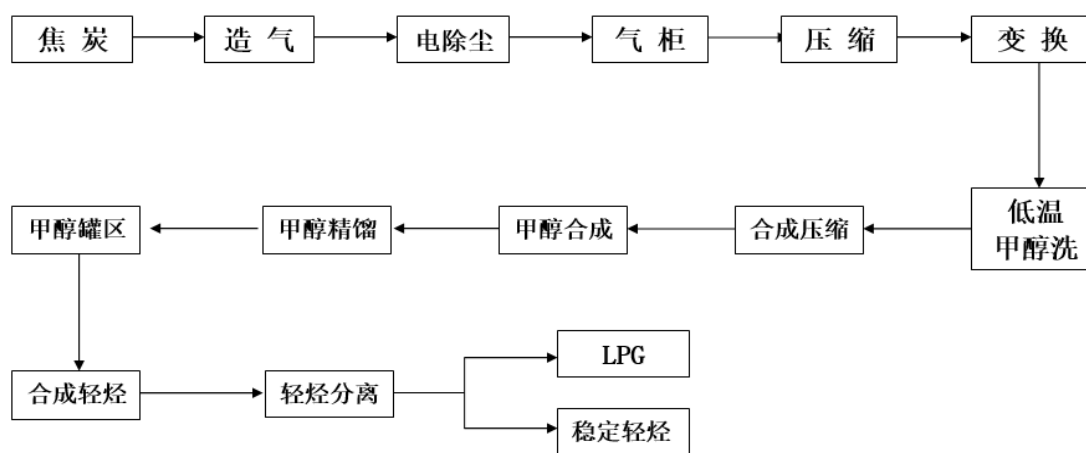 焦炭
造气
电除尘
气柜
压缩
变换
低温
甲醇洗
合成压缩
甲醇合成
甲醇精馏
甲醇罐区
合成轻烃
轻烃分离
LPG
稳定轻烃